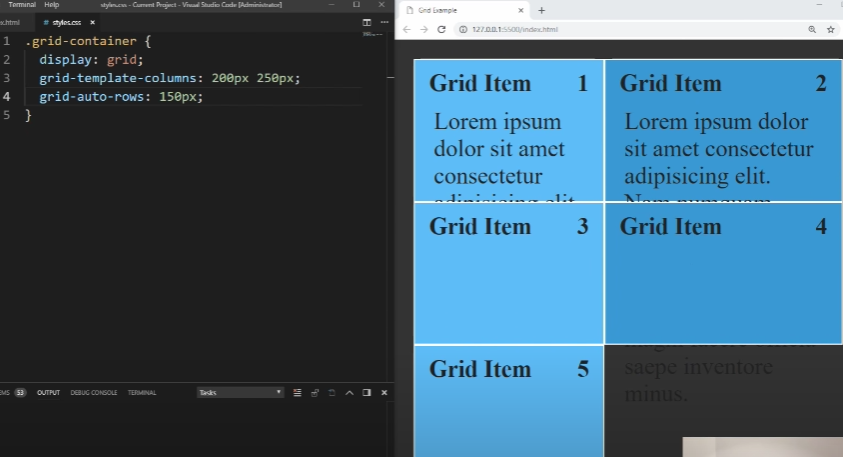 Terminal Help styles.css - Current Project - Visual Studio Code [Administrator]
x.html # styles.css ×
1 .grid-container {
2 display: grid;
3 grid-template-columns: 200px 250px;
4 grid-auto-rows: 150px;
5 }
53 OUTPUT DEBUG CONSOLE TERMINAL Tasks
Grid Example × +
127.0.0.1:5500/index.html
Grid Item 1
Lorem ipsum
dolor sit amet
consectetur
adipisicing elit
Grid Item 2
Lorem ipsum dolor
sit amet consectetur
adipisicing elit.
Nam numquam
Grid Item 3
Grid Item 4
Grid Item 5
saepe inventore
minus.